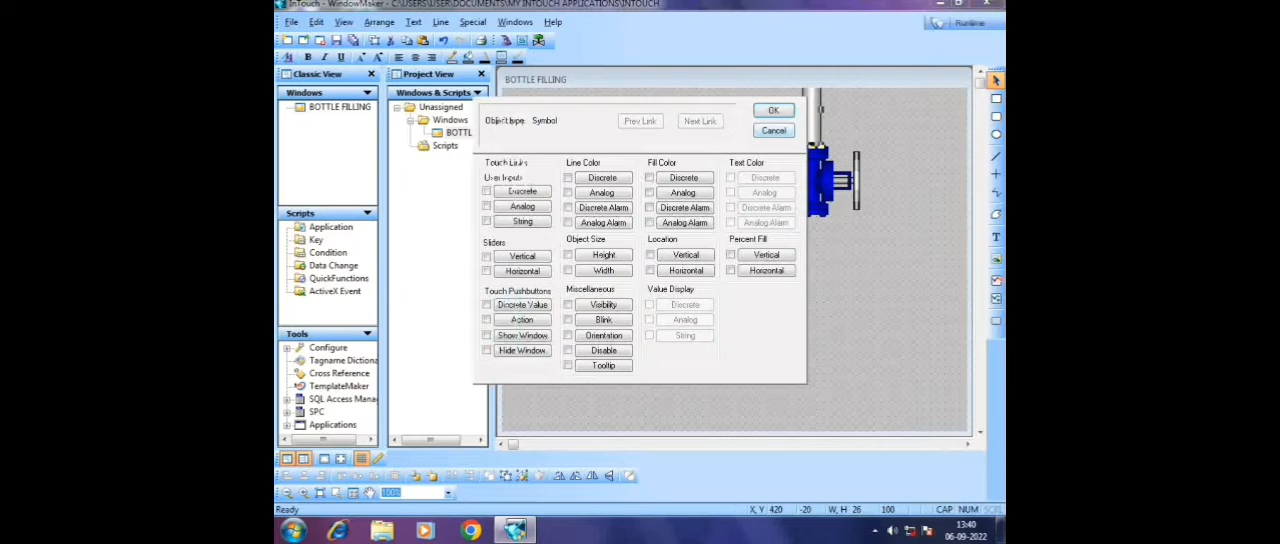 InTouch - WindowMaker - C:\USERS\USER\DOCUMENTS\MY INTOUCH APPLICATIONS\INTOUCH
File Edit View Arrange Text Line Special Windows Help
Runtime
Classic View
Project View
Windows
BOTTLE FILLING
Windows & Scripts
Unassigned
Windows
BOTTL
Scripts
BOTTLE FILLING
Object type: Symbol
Prev Link
Next Link
OK
Cancel
Touch Links
User Inputs
Discrete
Analog
String
Sliders
Vertical
Horizontal
Touch Pushbuttons
Discrete Value
Action
Show Window
Hide Window
Line Color
Discrete
Analog
Discrete Alarm
Analog Alarm
Object Size
Height
Width
Miscellaneous
Visibility
Blink
Orientation
Disable
Tooltip
Fill Color
Discrete
Analog
Discrete Alarm
Analog Alarm
Location
Vertical
Horizontal
Value Display
Discrete
Analog
String
Text Color
Discrete
Analog
Discrete Alarm
Analog Alarm
Percent Fill
Vertical
Horizontal
Scripts
Application
Key
Condition
Data Change
QuickFunctions
ActiveX Event
Tools
Configure
Tagname Dictiona
Cross Reference
TemplateMaker
SQL Access Mana
SPC
Applications
100%
Ready
X, Y 420 -20 W, H 26 100 CAP NUM SCRL
13:40
06-09-2022